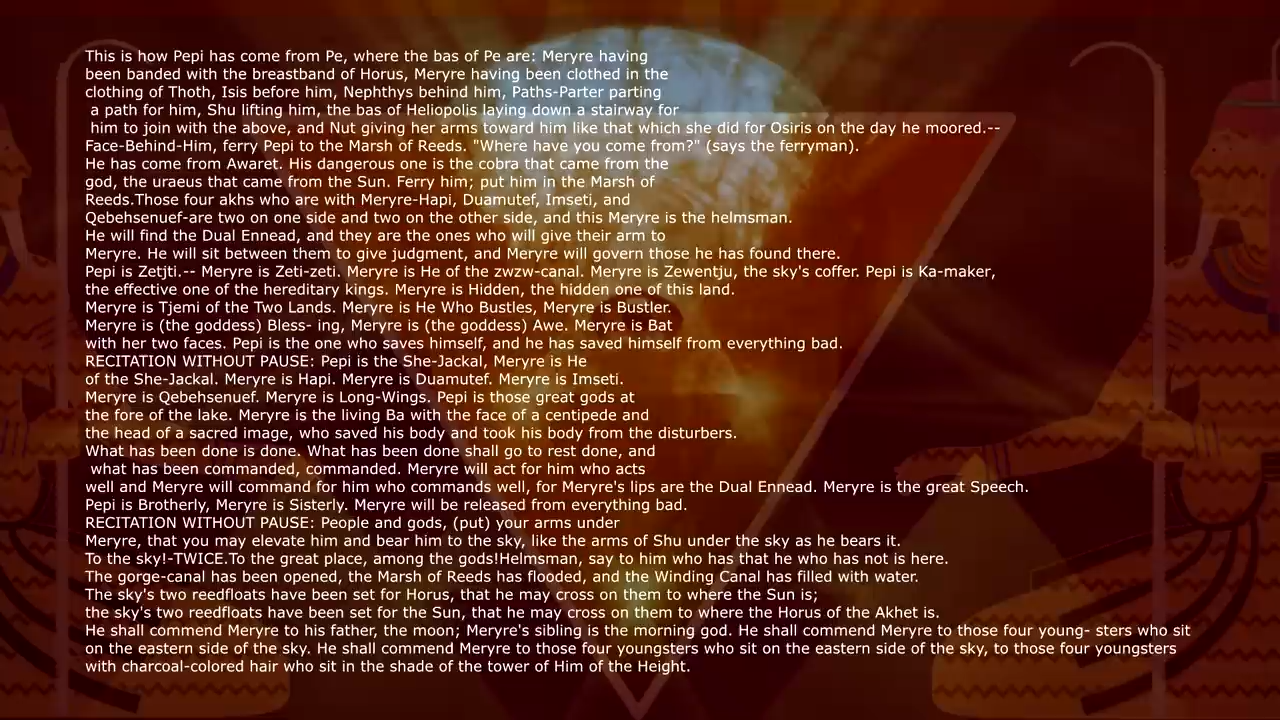 This is how Pepi has come from Pe, where the bas of Pe are: Meryre having
been banded with the breastband of Horus, Meryre having been clothed in the
clothing of Thoth, Isis before him, Nephthys behind him, Paths-Parter parting
a path for him, Shu lifting him, the bas of Heliopolis laying down a stairway for
him to join with the above, and Nut giving her arms toward him like that which she did for Osiris on the day he moored.--
Face-Behind-Him, ferry Pepi to the Marsh of Reeds. "Where have you come from?" (says the ferryman).
He has come from Awaret. His dangerous one is the cobra that came from the
god, the uraeus that came from the Sun. Ferry him; put him in the Marsh of
Reeds.Those four akhs who are with Meryre-Hapi, Duamutef, Imseti, and
Qebehsenuef-are two on one side and two on the other side, and this Meryre is the helmsman.
He will find the Dual Ennead, and they are the ones who will give their arm to
Meryre. He will sit between them to give judgment, and Meryre will govern those he has found there.
Pepi is Zetjti.-- Meryre is Zeti-zeti. Meryre is He of the zwzw-canal. Meryre is Zewentju, the sky's coffer. Pepi is Ka-maker,
the effective one of the hereditary kings. Meryre is Hidden, the hidden one of this land.
Meryre is Tjemi of the Two Lands. Meryre is He Who Bustles, Meryre is Bustler.
Meryre is (the goddess) Bless- ing, Meryre is (the goddess) Awe. Meryre is Bat
with her two faces. Pepi is the one who saves himself, and he has saved himself from everything bad.
RECITATION WITHOUT PAUSE: Pepi is the She-Jackal, Meryre is He
of the She-Jackal. Meryre is Hapi. Meryre is Duamutef. Meryre is Imseti.
Meryre is Qebehsenuef. Meryre is Long-Wings. Pepi is those great gods at
the fore of the lake. Meryre is the living Ba with the face of a centipede and
the head of a sacred image, who saved his body and took his body from the disturbers.
What has been done is done. What has been done shall go to rest done, and
what has been commanded, commanded. Meryre will act for him who acts
well and Meryre will command for him who commands well, for Meryre's lips are the Dual Ennead. Meryre is the great Speech.
Pepi is Brotherly, Meryre is Sisterly. Meryre will be released from everything bad.
RECITATION WITHOUT PAUSE: People and gods, (put) your arms under
Meryre, that you may elevate him and bear him to the sky, like the arms of Shu under the sky as he bears it.
To the sky!-TWICE.To the great place, among the gods!Helmsman, say to him who has that he who has not is here.
The gorge-canal has been opened, the Marsh of Reeds has flooded, and the Winding Canal has filled with water.
The sky's two reedfloats have been set for Horus, that he may cross on them to where the Sun is;
the sky's two reedfloats have been set for the Sun, that he may cross on them to where the Horus of the Akhet is.
He shall commend Meryre to his father, the moon; Meryre's sibling is the morning god. He shall commend Meryre to those four young- sters who sit
on the eastern side of the sky. He shall commend Meryre to those four youngsters who sit on the eastern side of the sky, to those four youngsters
with charcoal-colored hair who sit in the shade of the tower of Him of the Height.